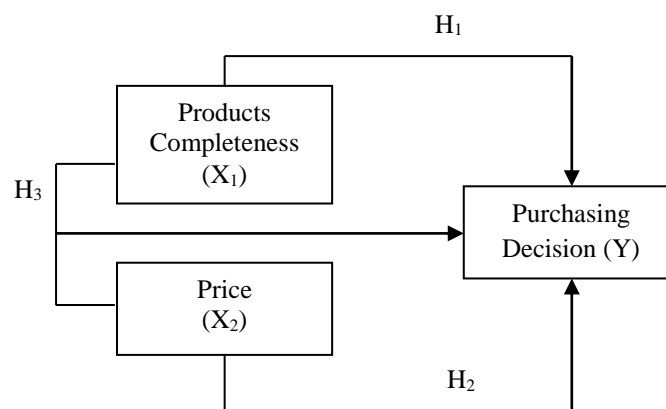 H₁
Products
Completeness
(X₁)
H₃
Purchasing
Decision (Y)
Price
(X₂)
H₂